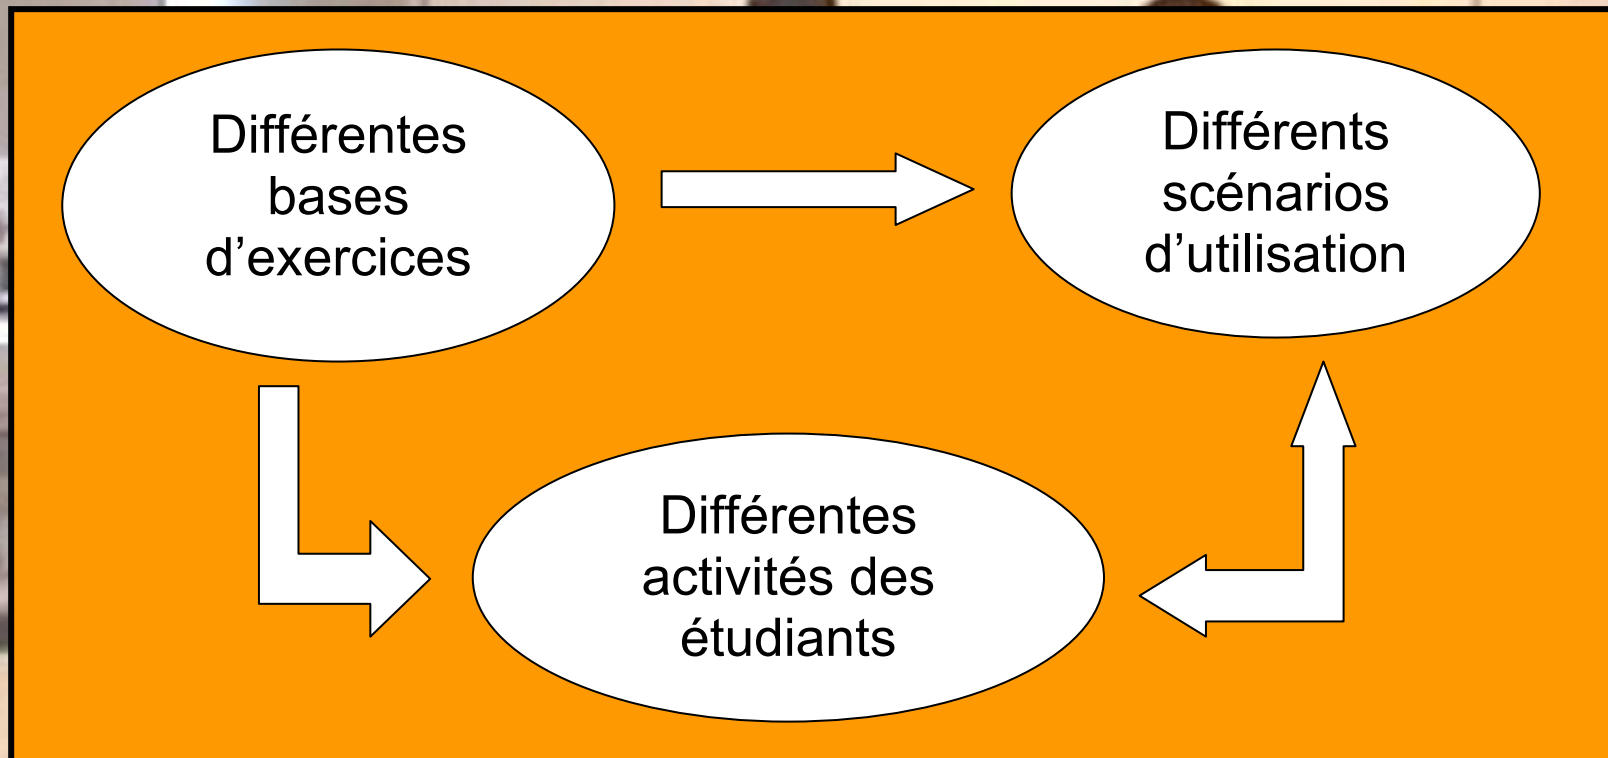 Différentes
bases
d’exercices
Différents
scénarios
d’utilisation
Différentes
activités des
étudiants